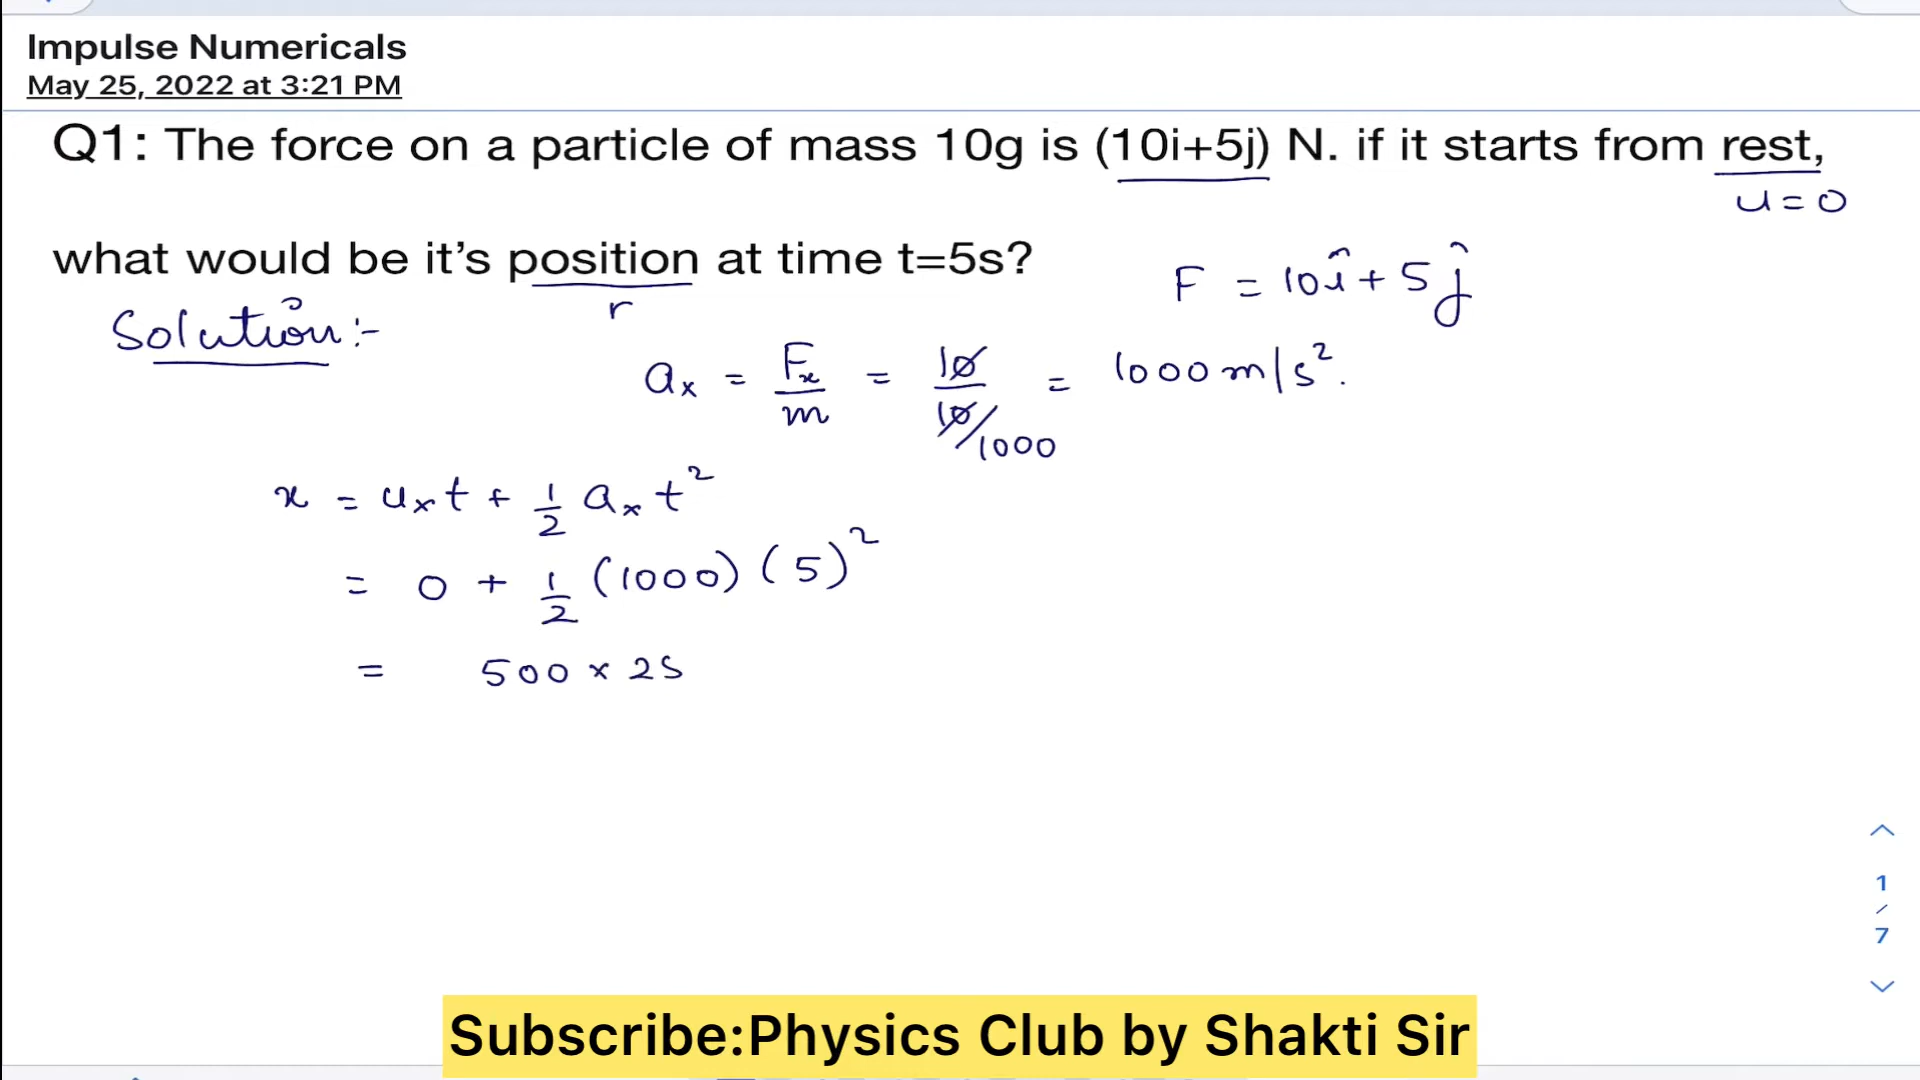 Impulse Numericals
May 25, 2022 at 3:21 PM
Q1: The force on a particle of mass 10g is (10i+5j) N. if it starts from rest,
u = 0
what would be it's position at time t=5s?
r
F = 10î + 5ĵ
Solution:-
aₓ = Fₓ/m = 10/10/1000 = 1000 m/s².
x = uₓt + 1/2 aₓt²
= 0 + 1/2 (1000) (5)²
= 500 × 25
1
/
7
Subscribe:Physics Club by Shakti Sir